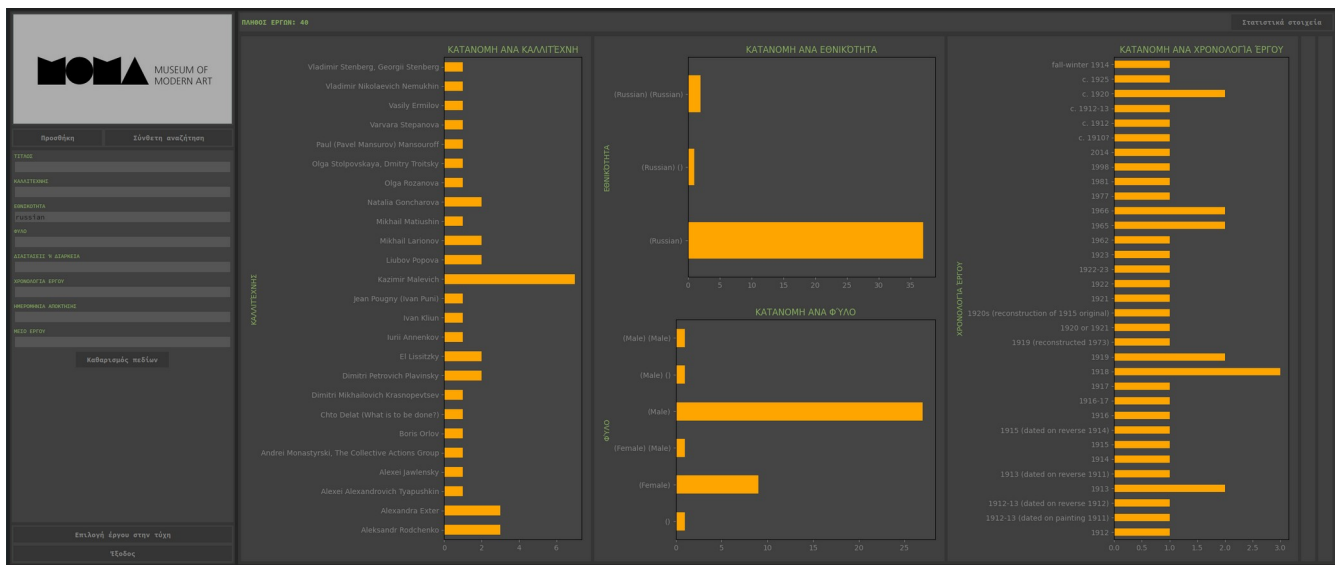 MOMA
MUSEUM OF
MODERN ART
Προσθήκη
Σύνθετη αναζήτηση
ΤΙΤΛΟΣ
ΚΑΛΛΙΤΕΧΝΗΣ
ΕΘΝΙΚΟΤΗΤΑ
russian
ΦΥΛΟ
ΔΙΑΣΤΑΣΕΙΣ Ή ΔΙΑΡΚΕΙΑ
ΧΡΟΝΟΛΟΓΙΑ ΕΡΓΟΥ
ΗΜΕΡΟΜΗΝΙΑ ΑΠΟΚΤΗΣΗΣ
ΜΕΣΟ ΕΡΓΟΥ
Καθαρισμός πεδίων
Επιλογή έργου στην τύχη
Έξοδος
ΠΛΗΘΟΣ ΕΡΓΩΝ: 40
Στατιστικά στοιχεία
ΚΑΤΑΝΟΜΗ ΑΝΑ ΚΑΛΛΙΤΈΧΝΗ
ΚΑΛΛΙΤΈΧΝΗΣ
Vladimir Stenberg, Georgii Stenberg
Vladimir Nikolaevich Nemukhin
Vasily Ermilov
Varvara Stepanova
Paul (Pavel Mansurov) Mansouroff
Olga Stolpovskaya, Dmitry Troitsky
Olga Rozanova
Natalia Goncharova
Mikhail Matiushin
Mikhail Larionov
Liubov Popova
Kazimir Malevich
Jean Pougny (Ivan Puni)
Ivan Kliun
Iurii Annenkov
El Lissitzky
Dimitri Petrovich Plavinsky
Dimitri Mikhailovich Krasnopevtsev
Chto Delat (What is to be done?)
Boris Orlov
Andrei Monastyrski, The Collective Actions Group
Alexei Jawlensky
Alexei Alexandrovich Tyapushkin
Alexandra Exter
Aleksandr Rodchenko
0 2 4 6
ΚΑΤΑΝΟΜΗ ΑΝΑ ΕΘΝΙΚΌΤΗΤΑ
ΕΘΝΙΚΌΤΗΤΑ
(Russian) (Russian)
(Russian) ()
(Russian)
0 5 10 15 20 25 30 35
ΚΑΤΑΝΟΜΗ ΑΝΑ ΦΎΛΟ
ΦΎΛΟ
(Male) (Male)
(Male) ()
(Male)
(Female) (Male)
(Female)
()
0 5 10 15 20 25
ΚΑΤΑΝΟΜΗ ΑΝΑ ΧΡΟΝΟΛΟΓΊΑ ΈΡΓΟΥ
ΧΡΟΝΟΛΟΓΊΑ ΈΡΓΟΥ
fall-winter 1914
c. 1925
c. 1920
c. 1912-13
c. 1912
c. 1910?
2014
1998
1981
1977
1966
1965
1962
1923
1922-23
1922
1921
1920s (reconstruction of 1915 original)
1920 or 1921
1919 (reconstructed 1973)
1919
1918
1917
1916-17
1916
1915 (dated on reverse 1914)
1915
1914
1913 (dated on reverse 1911)
1913
1912-13 (dated on reverse 1912)
1912-13 (dated on painting 1911)
1912
0.0 0.5 1.0 1.5 2.0 2.5 3.0